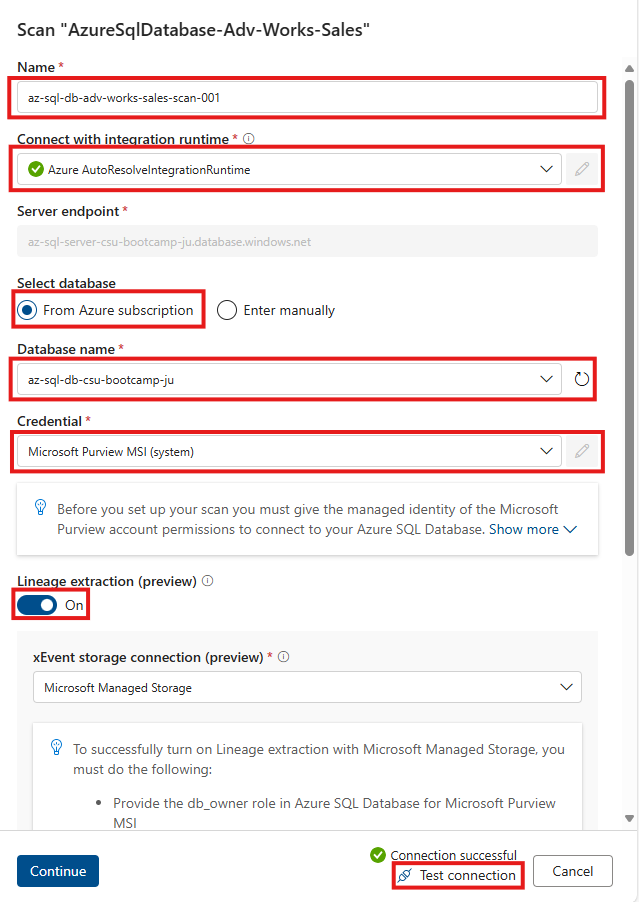 Scan "AzureSqlDatabase-Adv-Works-Sales"
Name *
az-sql-db-adv-works-sales-scan-001
Connect with integration runtime *
Azure AutoResolveIntegrationRuntime
Server endpoint *
az-sql-server-csu-bootcamp-ju.database.windows.net
Select database
From Azure subscription Enter manually
Database name *
az-sql-db-csu-bootcamp-ju
Credential *
Microsoft Purview MSI (system)
Before you set up your scan you must give the managed identity of the Microsoft
Purview account permissions to connect to your Azure SQL Database. Show more
Lineage extraction (preview)
On
xEvent storage connection (preview) *
Microsoft Managed Storage
To successfully turn on Lineage extraction with Microsoft Managed Storage, you
must do the following:
• Provide the db_owner role in Azure SQL Database for Microsoft Purview
MSI
Connection successful
Continue Test connection Cancel